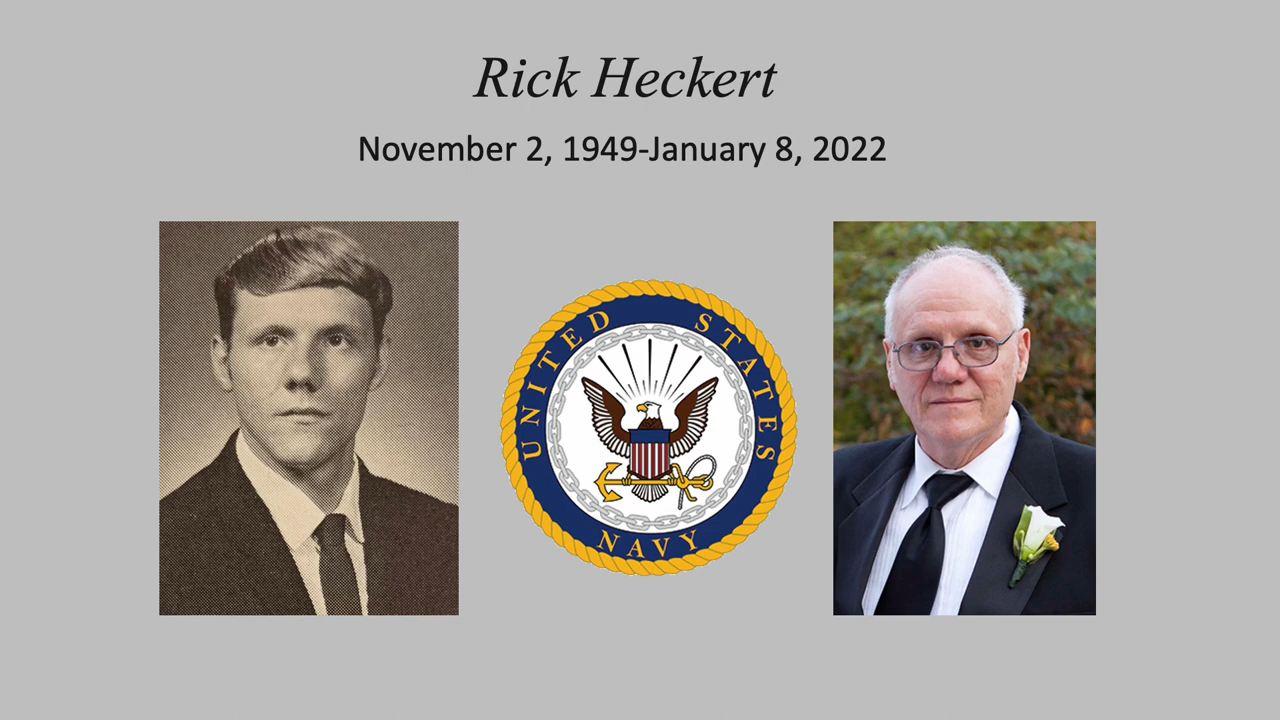 Rick Heckert
November 2, 1949-January 8, 2022
UNITED STATES
NAVY